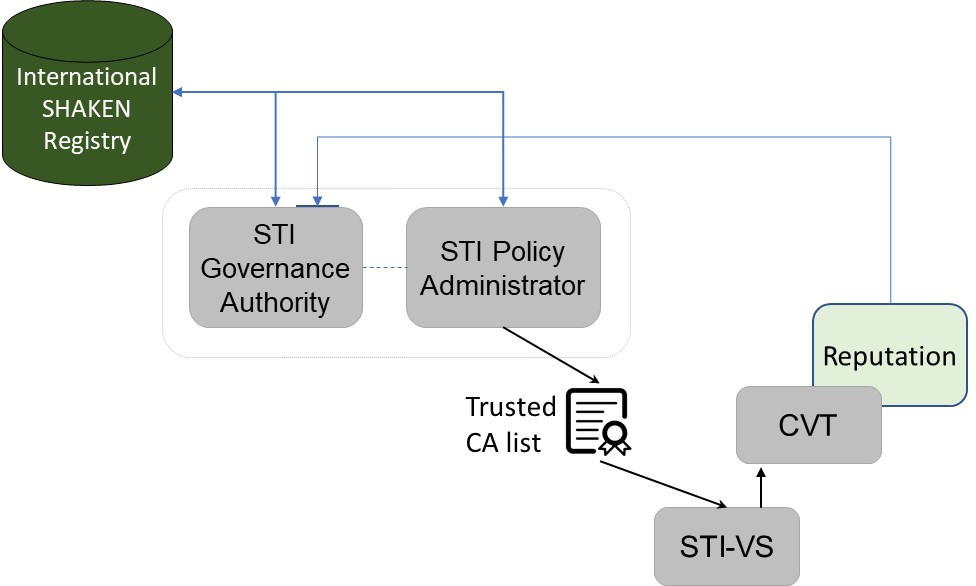 International
SHAKEN
Registry
STI
Governance
Authority
STI Policy
Administrator
Reputation
Trusted
CA list
CVT
STI-VS